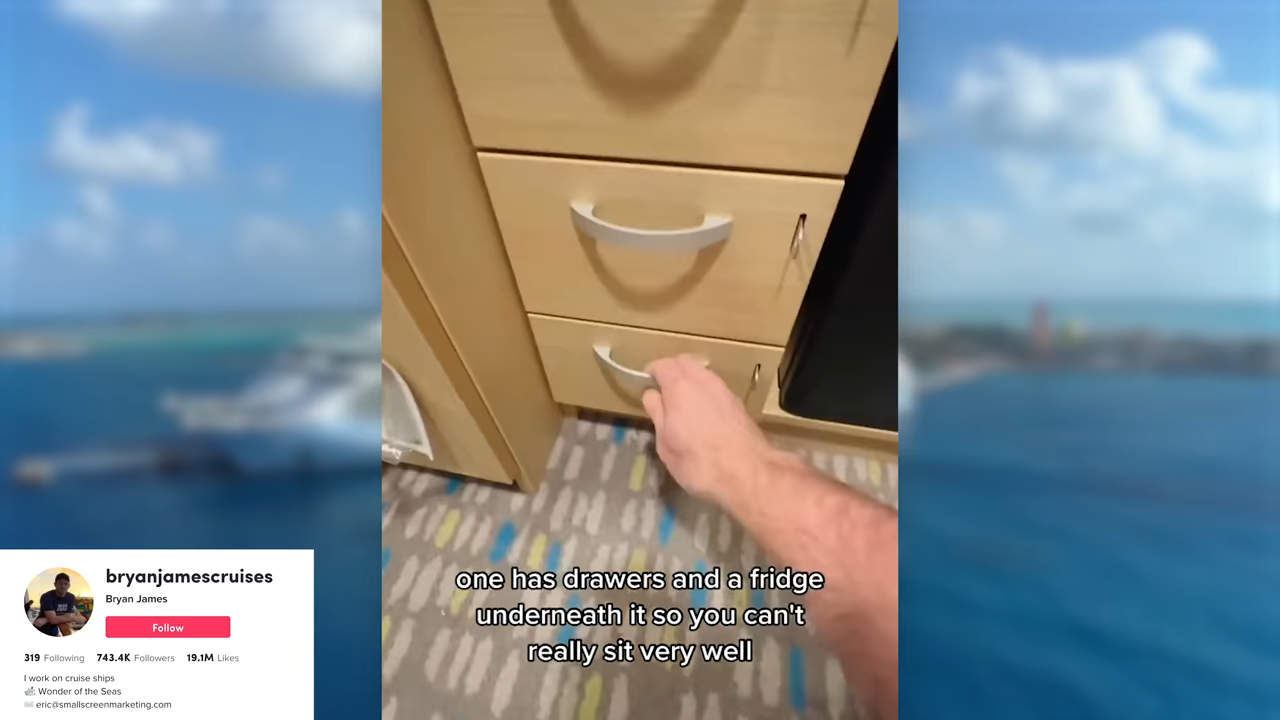 one has drawers and a fridge
underneath it so you can't
really sit very well
bryanjamescruises
Bryan James
Follow
319 Following 743.4K Followers 19.1M Likes
I work on cruise ships
🚢 Wonder of the Seas
📧 eric@smallscreenmarketing.com